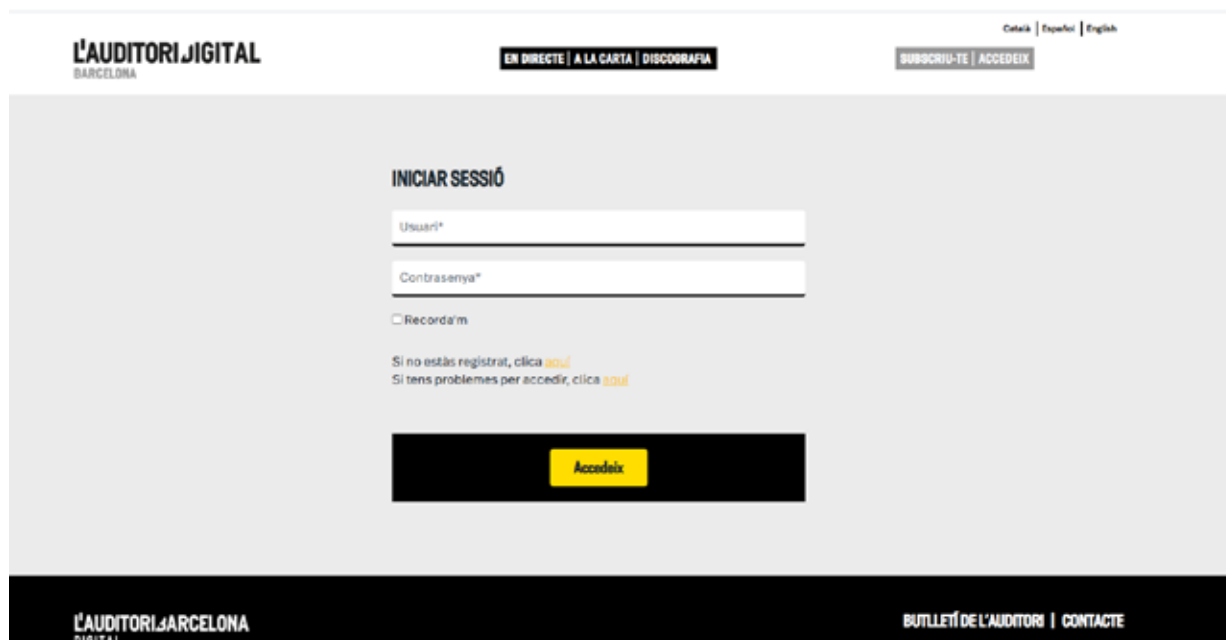 Català | Español | English
L'AUDITORI DIGITAL
BARCELONA
EN DIRECTE | A LA CARTA | DISCOGRAFIA
SUBSCRIU-TE | ACCEDEIX
INICIAR SESSIÓ
Usuari*
Contrasenya*
Recorda'm
Si no estàs registrat, clica aquí
Si tens problemes per accedir, clica aquí
Accedeix
L'AUDITORI BARCELONA
DIGITAL
BUTLLETÍ DE L'AUDITORI | CONTACTE